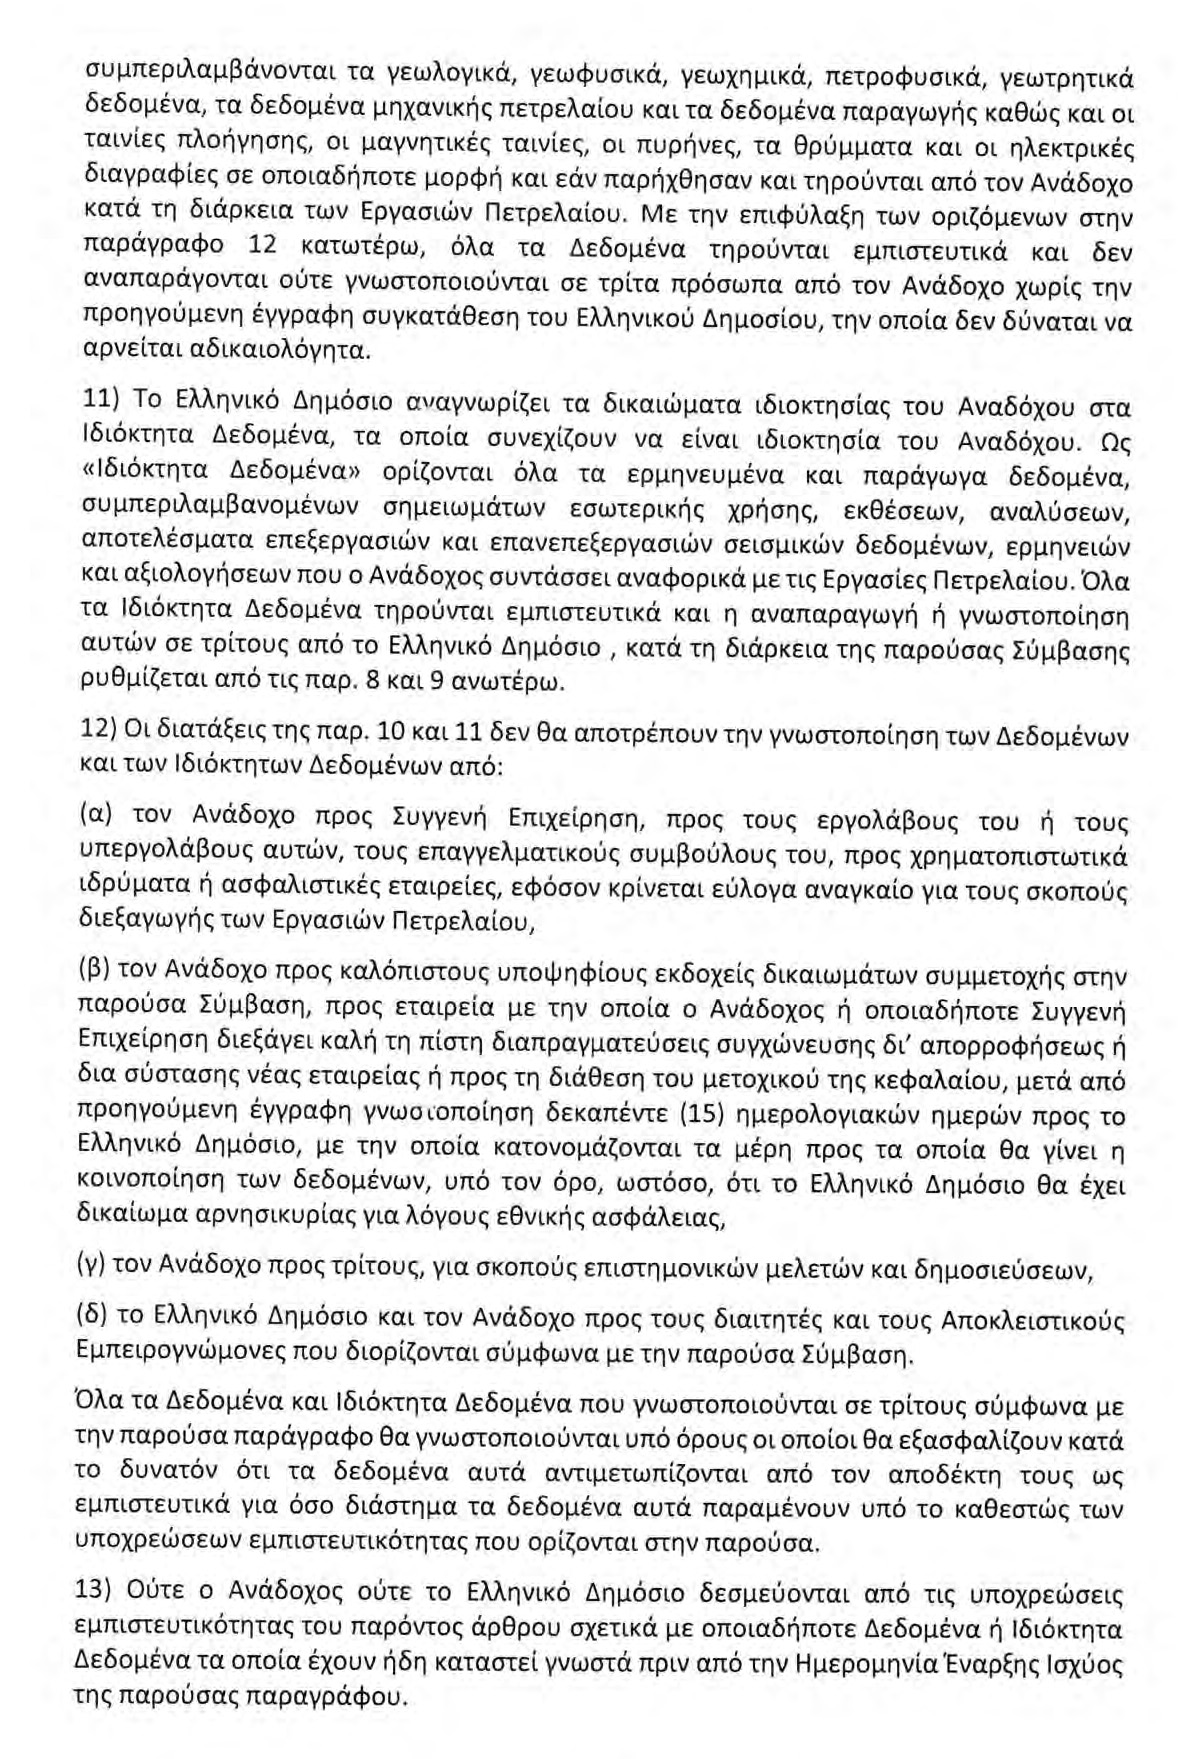 συμπεριλαμβάνονται τα γεωλογικά, γεωφυσικά, γεωχημικά, πετροφυσικά, γεωτρητικά
δεδομένα, τα δεδομένα μηχανικής πετρελαίου και τα δεδομένα παραγωγής καθώς και οι
ταινίες πλοήγησης, οι μαγνητικές ταινίες, οι πυρήνες, τα θρύμματα και οι ηλεκτρικές
διαγραφίες σε οποιαδήποτε μορφή και εάν παρήχθησαν και τηρούνται από τον Ανάδοχο
κατά τη διάρκεια των Εργασιών Πετρελαίου. Με την επιφύλαξη των οριζόμενων στην
παράγραφο 12 κατωτέρω, όλα τα Δεδομένα τηρούνται εμπιστευτικά και δεν
αναπαράγονται ούτε γνωστοποιούνται σε τρίτα πρόσωπα από τον Ανάδοχο χωρίς την
προηγούμενη έγγραφη συγκατάθεση του Ελληνικού Δημοσίου, την οποία δεν δύναται να
αρνείται αδικαιολόγητα.
11) Το Ελληνικό Δημόσιο αναγνωρίζει τα δικαιώματα ιδιοκτησίας του Αναδόχου στα
Ιδιόκτητα Δεδομένα, τα οποία συνεχίζουν να είναι ιδιοκτησία του Αναδόχου. Ως
«Ιδιόκτητα Δεδομένα» ορίζονται όλα τα ερμηνευμένα και παράγωγα δεδομένα,
συμπεριλαμβανομένων σημειωμάτων εσωτερικής χρήσης, εκθέσεων, αναλύσεων,
αποτελέσματα επεξεργασιών και επανεπεξεργασιών σεισμικών δεδομένων, ερμηνειών
και αξιολογήσεων που ο Ανάδοχος συντάσσει αναφορικά με τις Εργασίες Πετρελαίου. Όλα
τα Ιδιόκτητα Δεδομένα τηρούνται εμπιστευτικά και η αναπαραγωγή ή γνωστοποίηση
αυτών σε τρίτους από το Ελληνικό Δημόσιο , κατά τη διάρκεια της παρούσας Σύμβασης
ρυθμίζεται από τις παρ. 8 και 9 ανωτέρω.
12) Οι διατάξεις της παρ. 10 και 11 δεν θα αποτρέπουν την γνωστοποίηση των Δεδομένων
και των Ιδιόκτητων Δεδομένων από:
(α) τον Ανάδοχο προς Συγγενή Επιχείρηση, προς τους εργολάβους του ή τους
υπεργολάβους αυτών, τους επαγγελματικούς συμβούλους του, προς χρηματοπιστωτικά
ιδρύματα ή ασφαλιστικές εταιρείες, εφόσον κρίνεται εύλογα αναγκαίο για τους σκοπούς
διεξαγωγής των Εργασιών Πετρελαίου,
(β) τον Ανάδοχο προς καλόπιστους υποψηφίους εκδοχείς δικαιωμάτων συμμετοχής στην
παρούσα Σύμβαση, προς εταιρεία με την οποία ο Ανάδοχος ή οποιαδήποτε Συγγενή
Επιχείρηση διεξάγει καλή τη πίστη διαπραγματεύσεις συγχώνευσης δι’ απορροφήσεως ή
δια σύστασης νέας εταιρείας ή προς τη διάθεση του μετοχικού της κεφαλαίου, μετά από
προηγούμενη έγγραφη γνωστοποίηση δεκαπέντε (15) ημερολογιακών ημερών προς το
Ελληνικό Δημόσιο, με την οποία κατονομάζονται τα μέρη προς τα οποία θα γίνει η
κοινοποίηση των δεδομένων, υπό τον όρο, ωστόσο, ότι το Ελληνικό Δημόσιο θα έχει
δικαίωμα αρνησικυρίας για λόγους εθνικής ασφάλειας,
(γ) τον Ανάδοχο προς τρίτους, για σκοπούς επιστημονικών μελετών και δημοσιεύσεων,
(δ) το Ελληνικό Δημόσιο και τον Ανάδοχο προς τους διαιτητές και τους Αποκλειστικούς
Εμπειρογνώμονες που διορίζονται σύμφωνα με την παρούσα Σύμβαση.
Όλα τα Δεδομένα και Ιδιόκτητα Δεδομένα που γνωστοποιούνται σε τρίτους σύμφωνα με
την παρούσα παράγραφο θα γνωστοποιούνται υπό όρους οι οποίοι θα εξασφαλίζουν κατά
το δυνατόν ότι τα δεδομένα αυτά αντιμετωπίζονται από τον αποδέκτη τους ως
εμπιστευτικά για όσο διάστημα τα δεδομένα αυτά παραμένουν υπό το καθεστώς των
υποχρεώσεων εμπιστευτικότητας που ορίζονται στην παρούσα.
13) Ούτε ο Ανάδοχος ούτε το Ελληνικό Δημόσιο δεσμεύονται από τις υποχρεώσεις
εμπιστευτικότητας του παρόντος άρθρου σχετικά με οποιαδήποτε Δεδομένα ή Ιδιόκτητα
Δεδομένα τα οποία έχουν ήδη καταστεί γνωστά πριν από την Ημερομηνία Έναρξης Ισχύος
της παρούσας παραγράφου.